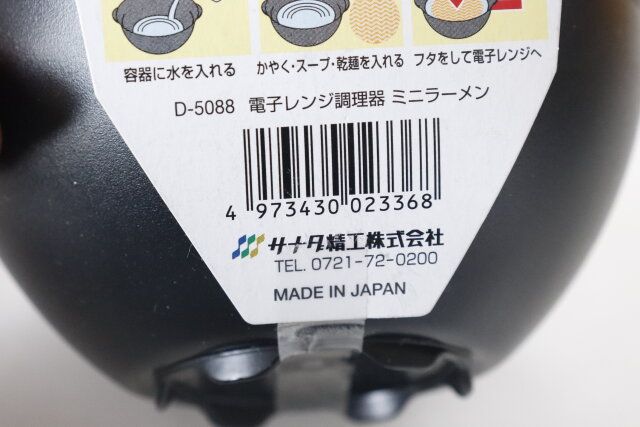 容器に水を入れる
かやく・スープ・乾麺を入れる
フタをして電子レンジへ
D-5088 電子レンジ調理器 ミニラーメン
4 973430 023368
サナダ精工株式会社
TEL. 0721-72-0200
MADE IN JAPAN